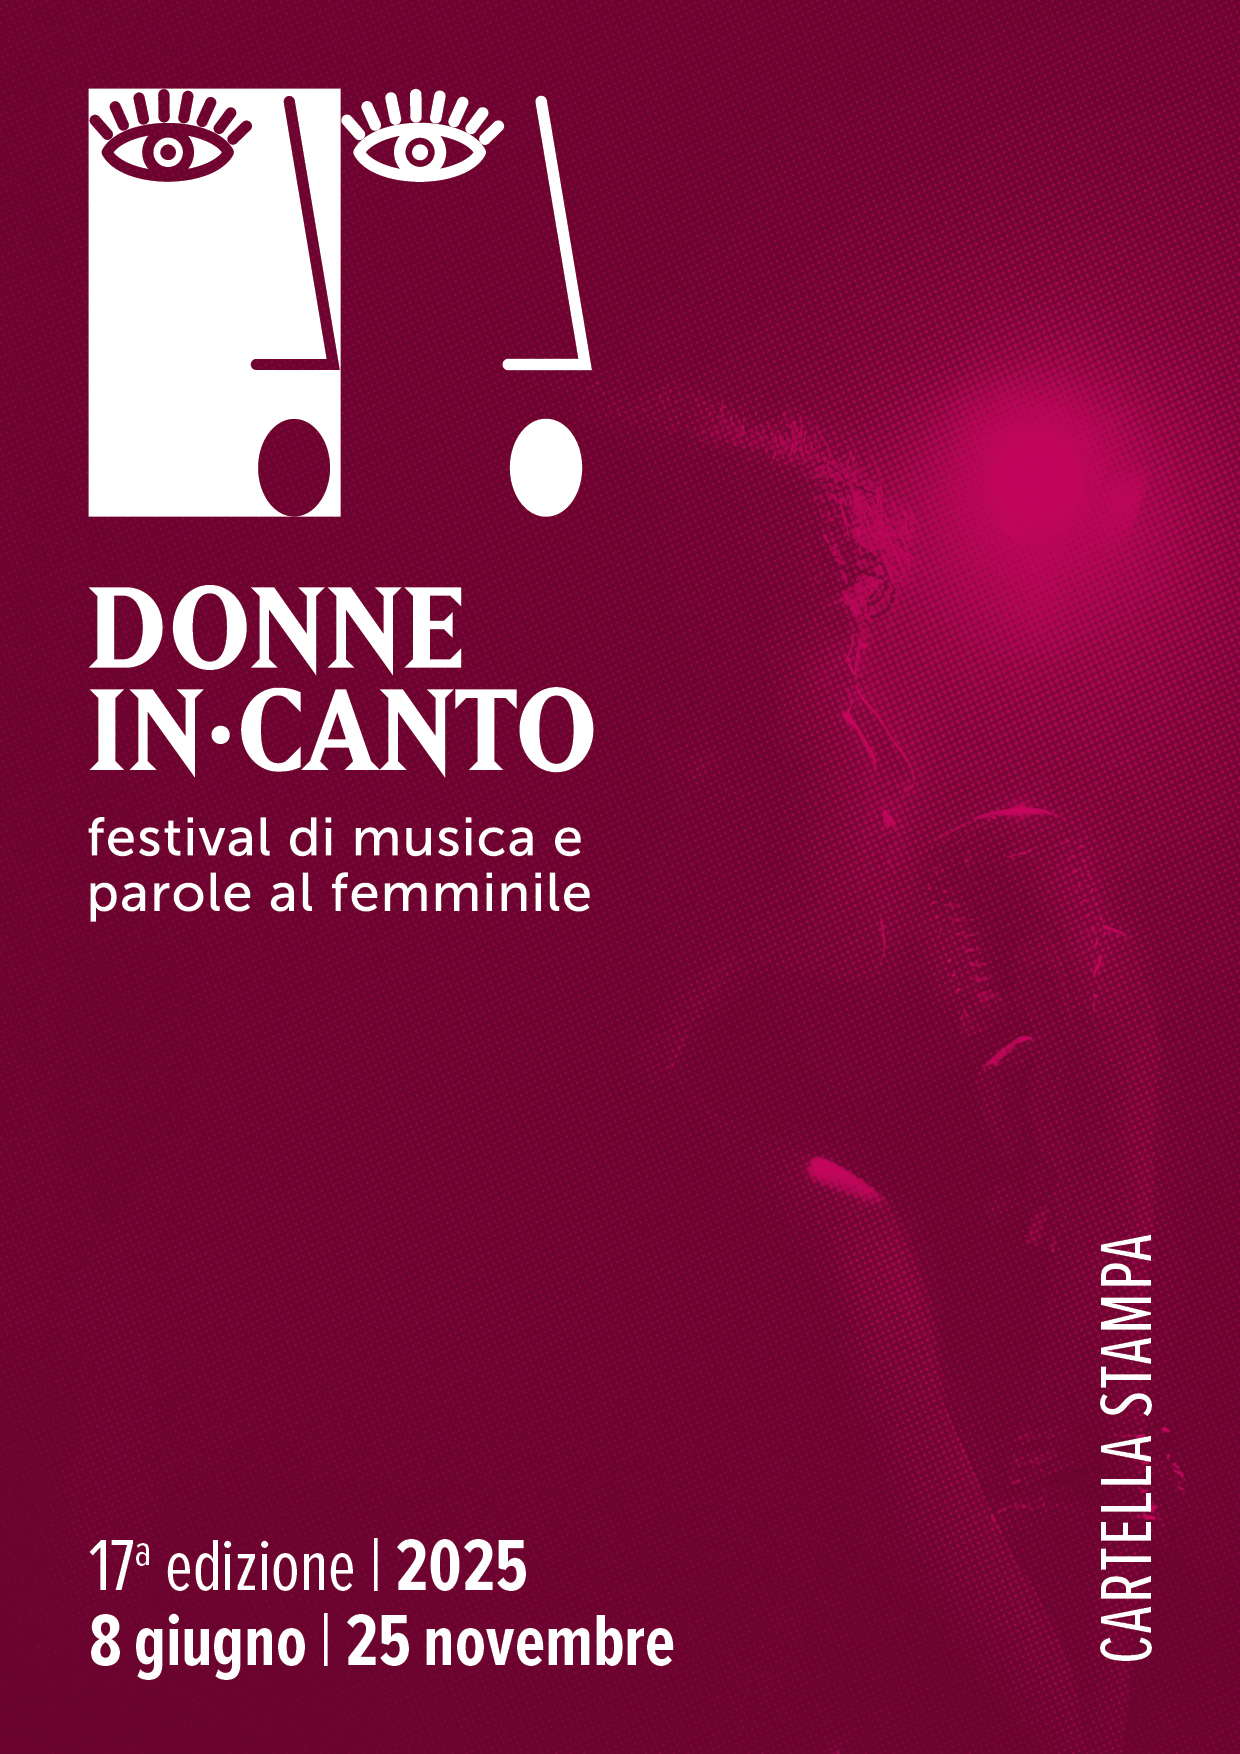 DONNE
IN·CANTO
festival di musica e
parole al femminile
17ª edizione | 2025
8 giugno | 25 novembre
CARTELLA STAMPA